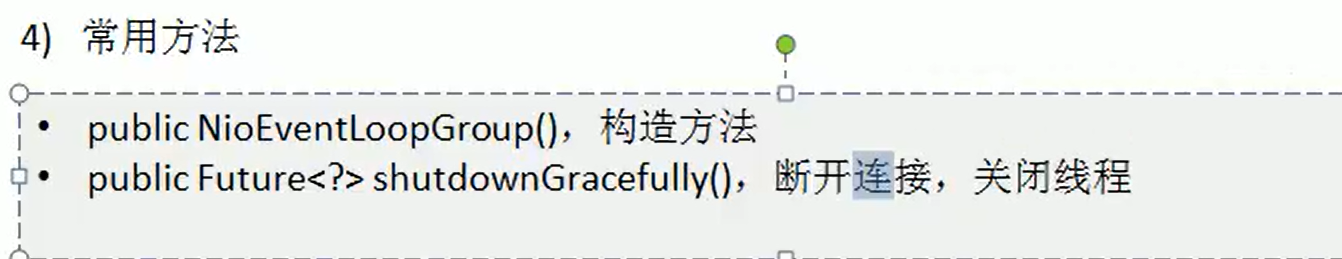 4) 常用方法
• public NioEventLoopGroup()，构造方法
• public Future<?> shutdownGracefully()，断开连接，关闭线程